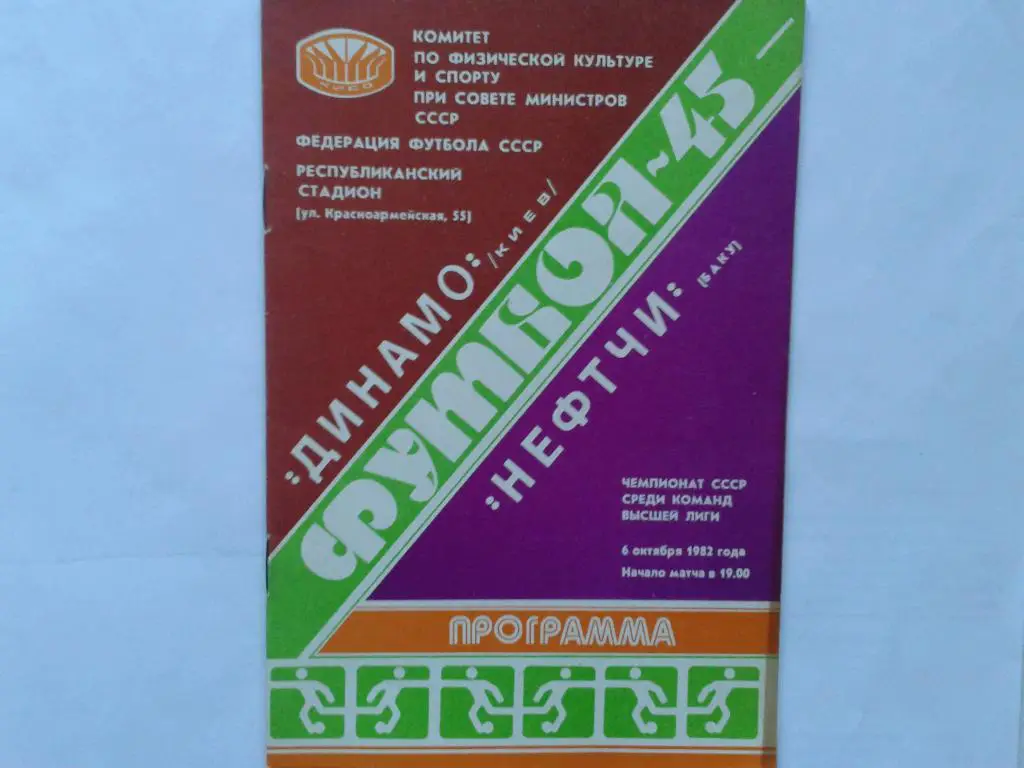 КИЕВ
КОМИТЕТ
ПО ФИЗИЧЕСКОЙ КУЛЬТУРЕ
И СПОРТУ
ПРИ СОВЕТЕ МИНИСТРОВ
СССР
ФЕДЕРАЦИЯ ФУТБОЛА СССР
РЕСПУБЛИКАНСКИЙ
СТАДИОН
(ул. Красноармейская, 55)
:ДИНАМО: /КИЕВ/
ФУТБОЛ-45
:НЕФТЧИ: (БАКУ)
ЧЕМПИОНАТ СССР
СРЕДИ КОМАНД
ВЫСШЕЙ ЛИГИ
6 октября 1982 года
Начало матча в 19.00
ПРОГРАММА